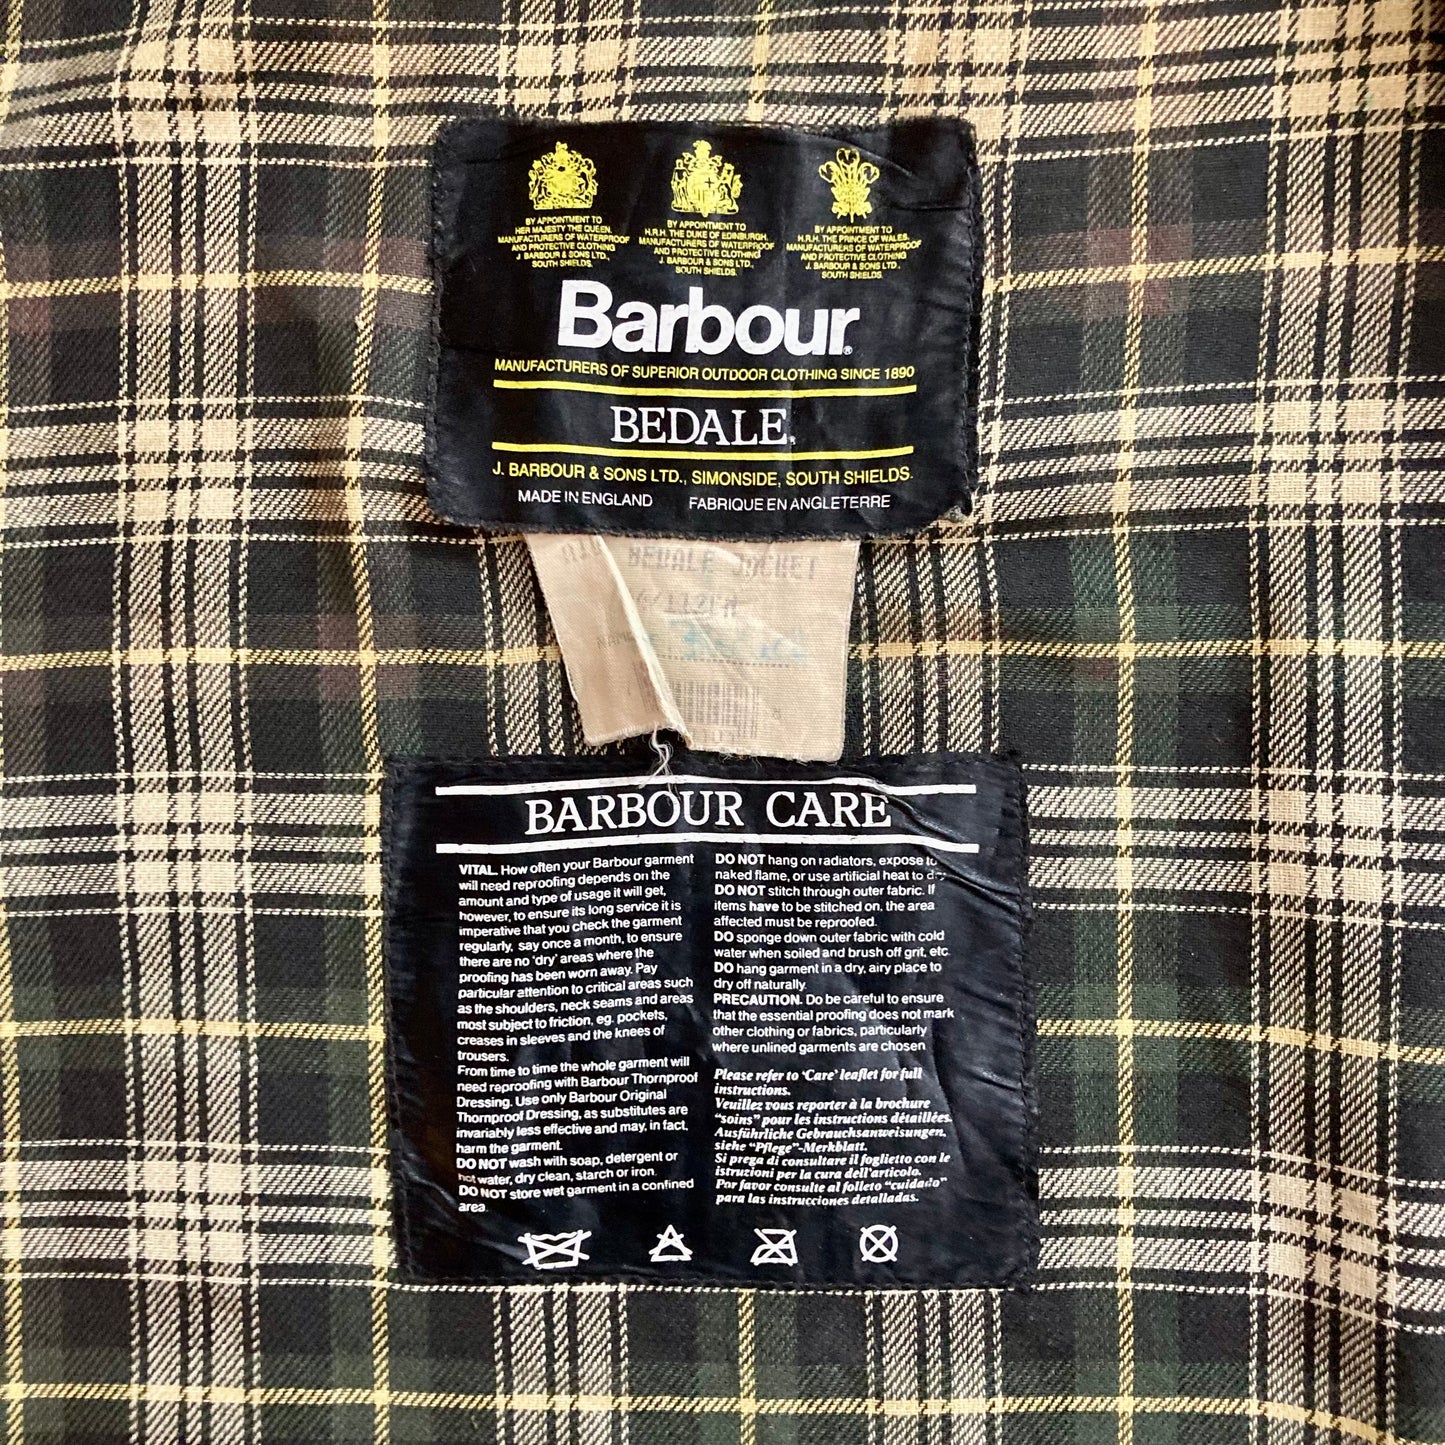 BY APPOINTMENT TO
HER MAJESTY THE QUEEN.
MANUFACTURERS OF WATERPROOF
AND PROTECTIVE CLOTHING
J. BARBOUR & SONS LTD.,
SOUTH SHIELDS.
BY APPOINTMENT TO
H.R.H. THE DUKE OF EDINBURGH.
MANUFACTURERS OF WATERPROOF
AND PROTECTIVE CLOTHING
J. BARBOUR & SONS LTD.,
SOUTH SHIELDS.
BY APPOINTMENT TO
H.R.H. THE PRINCE OF WALES.
MANUFACTURERS OF WATERPROOF
AND PROTECTIVE CLOTHING
J. BARBOUR & SONS LTD.,
SOUTH SHIELDS.
Barbour®
MANUFACTURERS OF SUPERIOR OUTDOOR CLOTHING SINCE 1890
BEDALE
J. BARBOUR & SONS LTD., SIMONSIDE, SOUTH SHIELDS.
MADE IN ENGLAND FABRIQUE EN ANGLETERRE
BEDALE JACKET
BARBOUR CARE
VITAL. How often your Barbour garment
will need reproofing depends on the
amount and type of usage it will get,
however, to ensure its long service it is
imperative that you check the garment
regularly, say once a month, to ensure
there are no 'dry' areas where the
proofing has been worn away. Pay
particular attention to critical areas such
as the shoulders, neck seams and areas
most subject to friction, eg. pockets,
creases in sleeves and the knees of
trousers.
From time to time the whole garment will
need reproofing with Barbour Thornproof
Dressing. Use only Barbour Original
Thornproof Dressing, as substitutes are
invariably less effective and may, in fact,
harm the garment.
DO NOT wash with soap, detergent or
hot water, dry clean, starch or iron.
DO NOT store wet garment in a confined
area.
DO NOT hang on radiators, expose to
naked flame, or use artificial heat to dry
DO NOT stitch through outer fabric. If
items have to be stitched on, the area
affected must be reproofed.
DO sponge down outer fabric with cold
water when soiled and brush off grit, etc.
DO hang garment in a dry, airy place to
dry off naturally.
PRECAUTION. Do be careful to ensure
that the essential proofing does not mark
other clothing or fabrics, particularly
where unlined garments are chosen
Please refer to 'Care' leaflet for full
instructions.
Veuillez vous reporter à la brochure
"soins" pour les instructions détaillées.
Ausführliche Gebrauchsanweisungen,
siehe "Pflege"-Merkblatt.
Si prega di consultare il foglietto con le
istruzioni per la cura dell'articolo.
Por favor consulte al folleto "cuidado"
para las instrucciones detalladas.